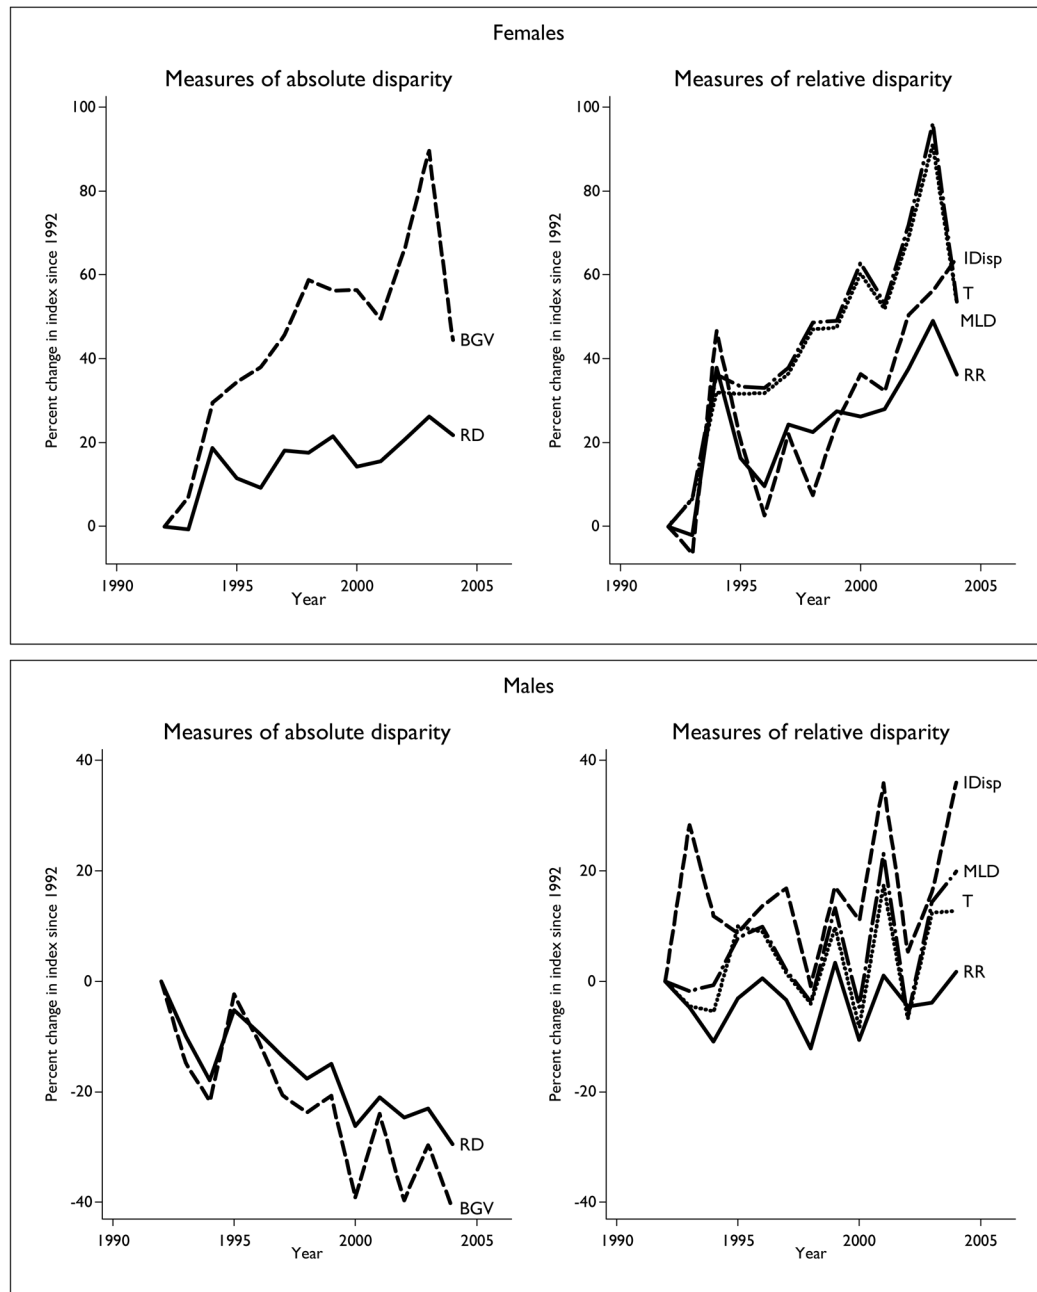 Females
Measures of absolute disparity
Measures of relative disparity
Percent change in index since 1992
100
80
60
40
20
0
BGV
RD
1990
1995
2000
2005
Year
Percent change in index since 1992
100
80
60
40
20
0
IDisp
T
MLD
RR
1990
1995
2000
2005
Year
Males
Measures of absolute disparity
Measures of relative disparity
Percent change in index since 1992
40
20
0
-20
-40
RD
BGV
1990
1995
2000
2005
Year
Percent change in index since 1992
40
20
0
-20
-40
IDisp
MLD
T
RR
1990
1995
2000
2005
Year